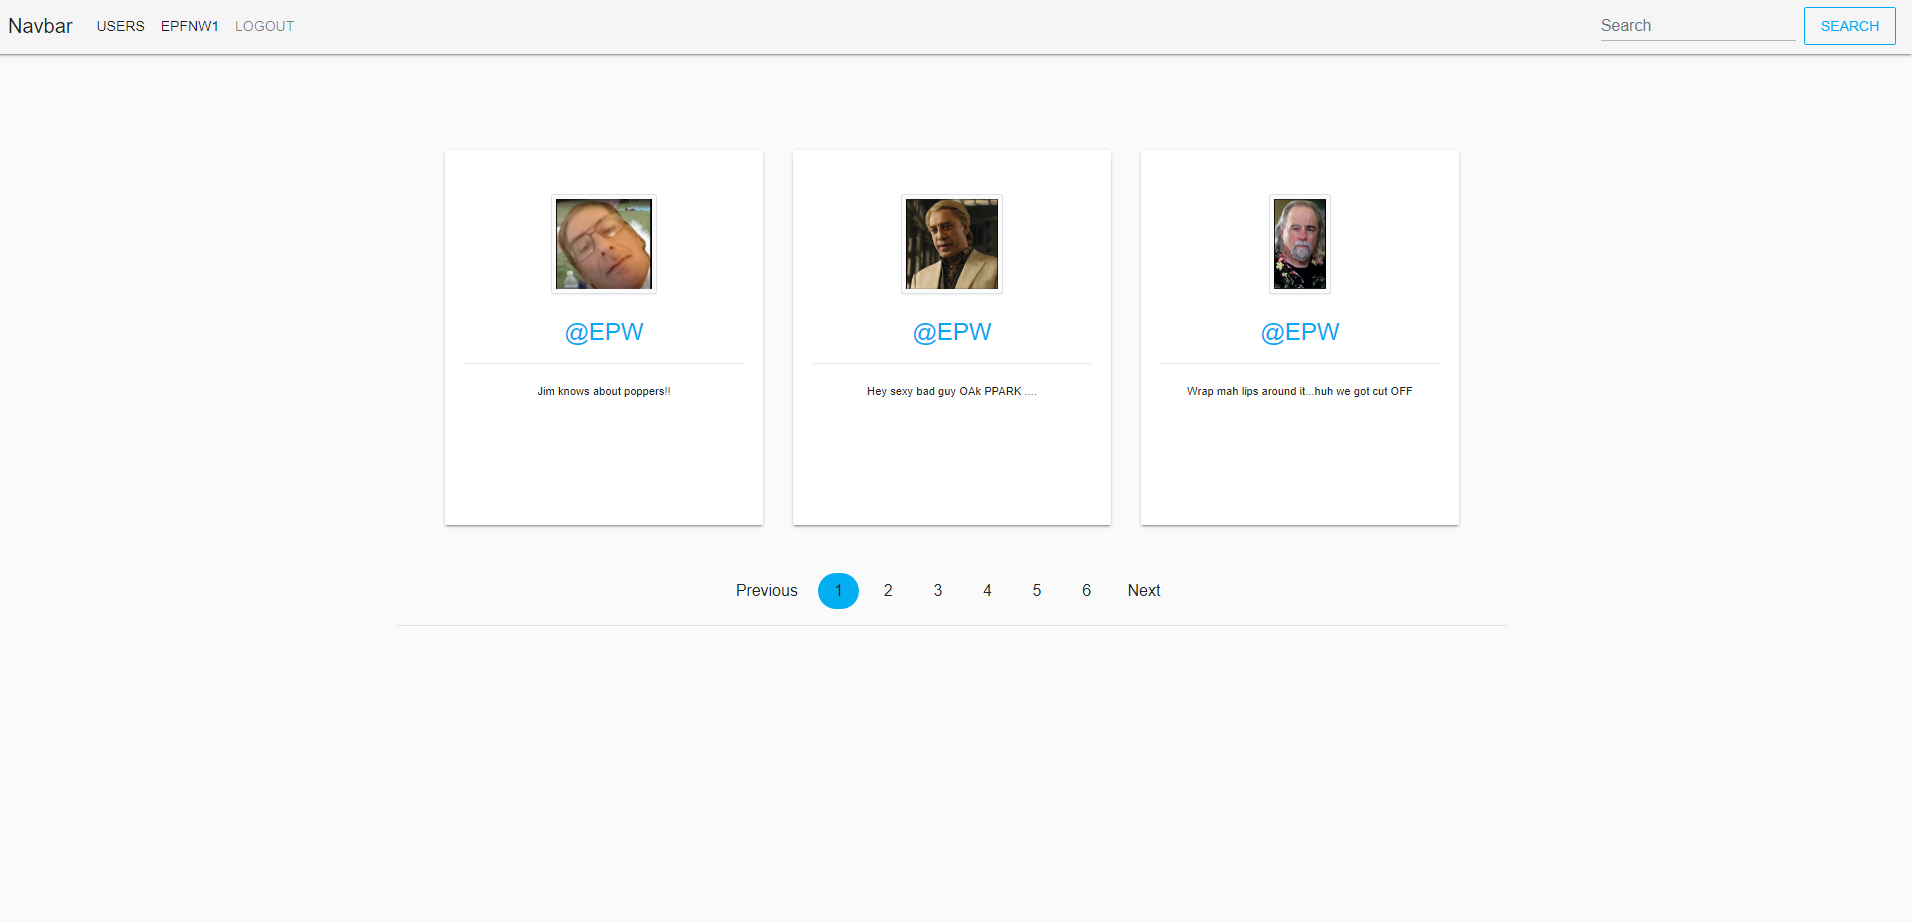 Navbar USERS EPFNW1 LOGOUT Search SEARCH
@EPW @EPW @EPW
Jim knows about poppers!! Hey sexy bad guy OAk PPARK .... Wrap mah lips around it...huh we got cut OFF
Previous 1 2 3 4 5 6 Next